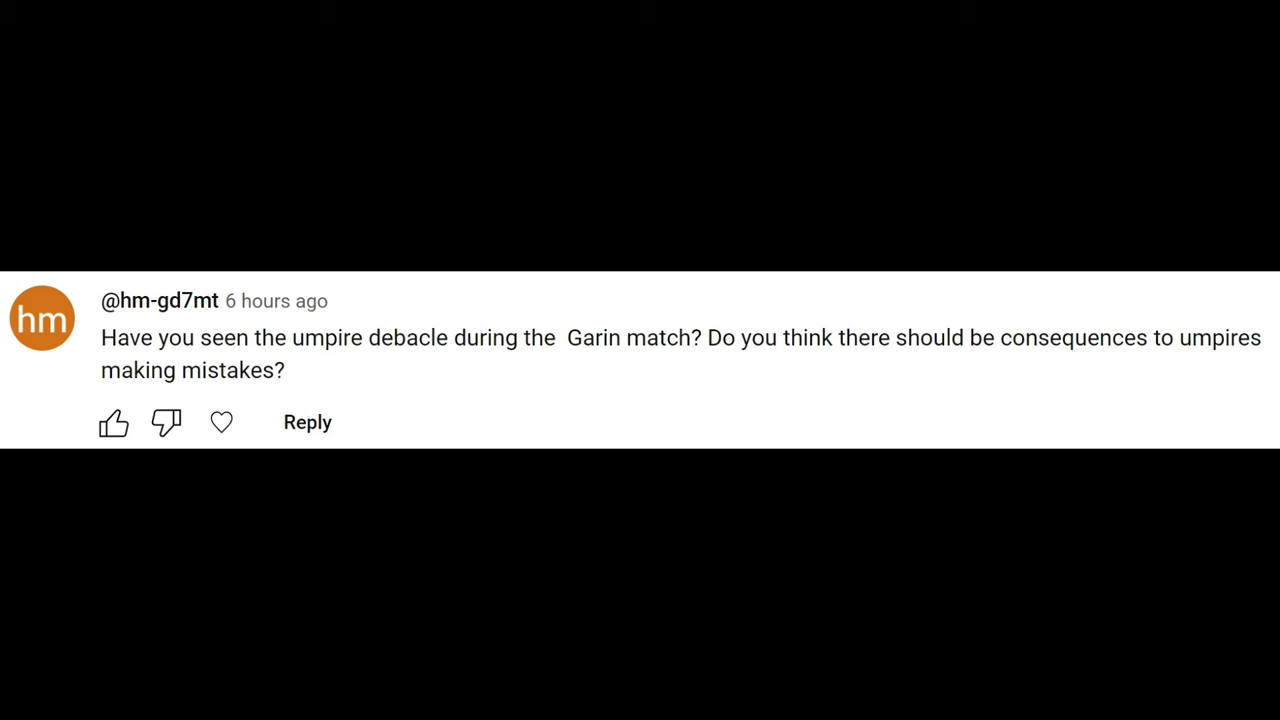 hm
@hm-gd7mt 6 hours ago
Have you seen the umpire debacle during the  Garin match? Do you think there should be consequences to umpires
making mistakes?
Reply